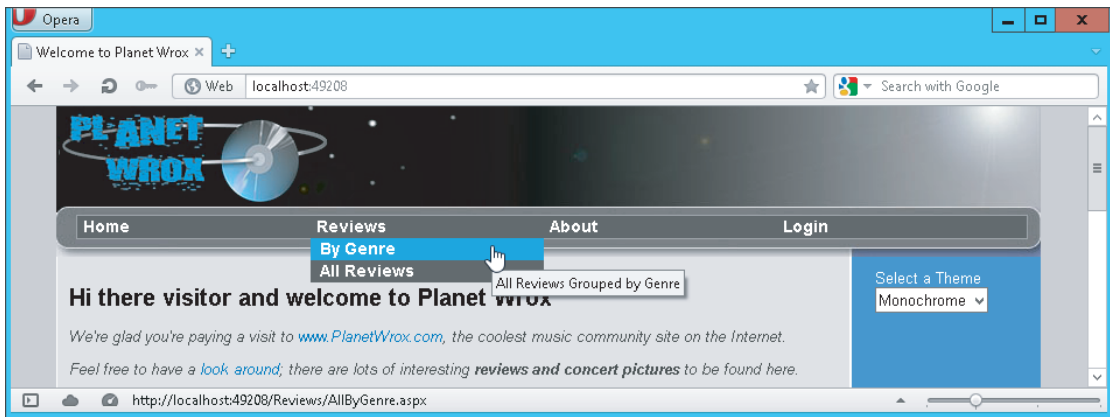 Opera
Welcome to Planet Wrox
Web localhost:49208 Search with Google
PLANET
WROX
Home Reviews About Login
By Genre
All Reviews
All Reviews Grouped by Genre
Select a Theme
Monochrome
Hi there visitor and welcome to Planet Wrox
We're glad you're paying a visit to www.PlanetWrox.com, the coolest music community site on the Internet.
Feel free to have a look around; there are lots of interesting reviews and concert pictures to be found here.
http://localhost:49208/Reviews/AllByGenre.aspx